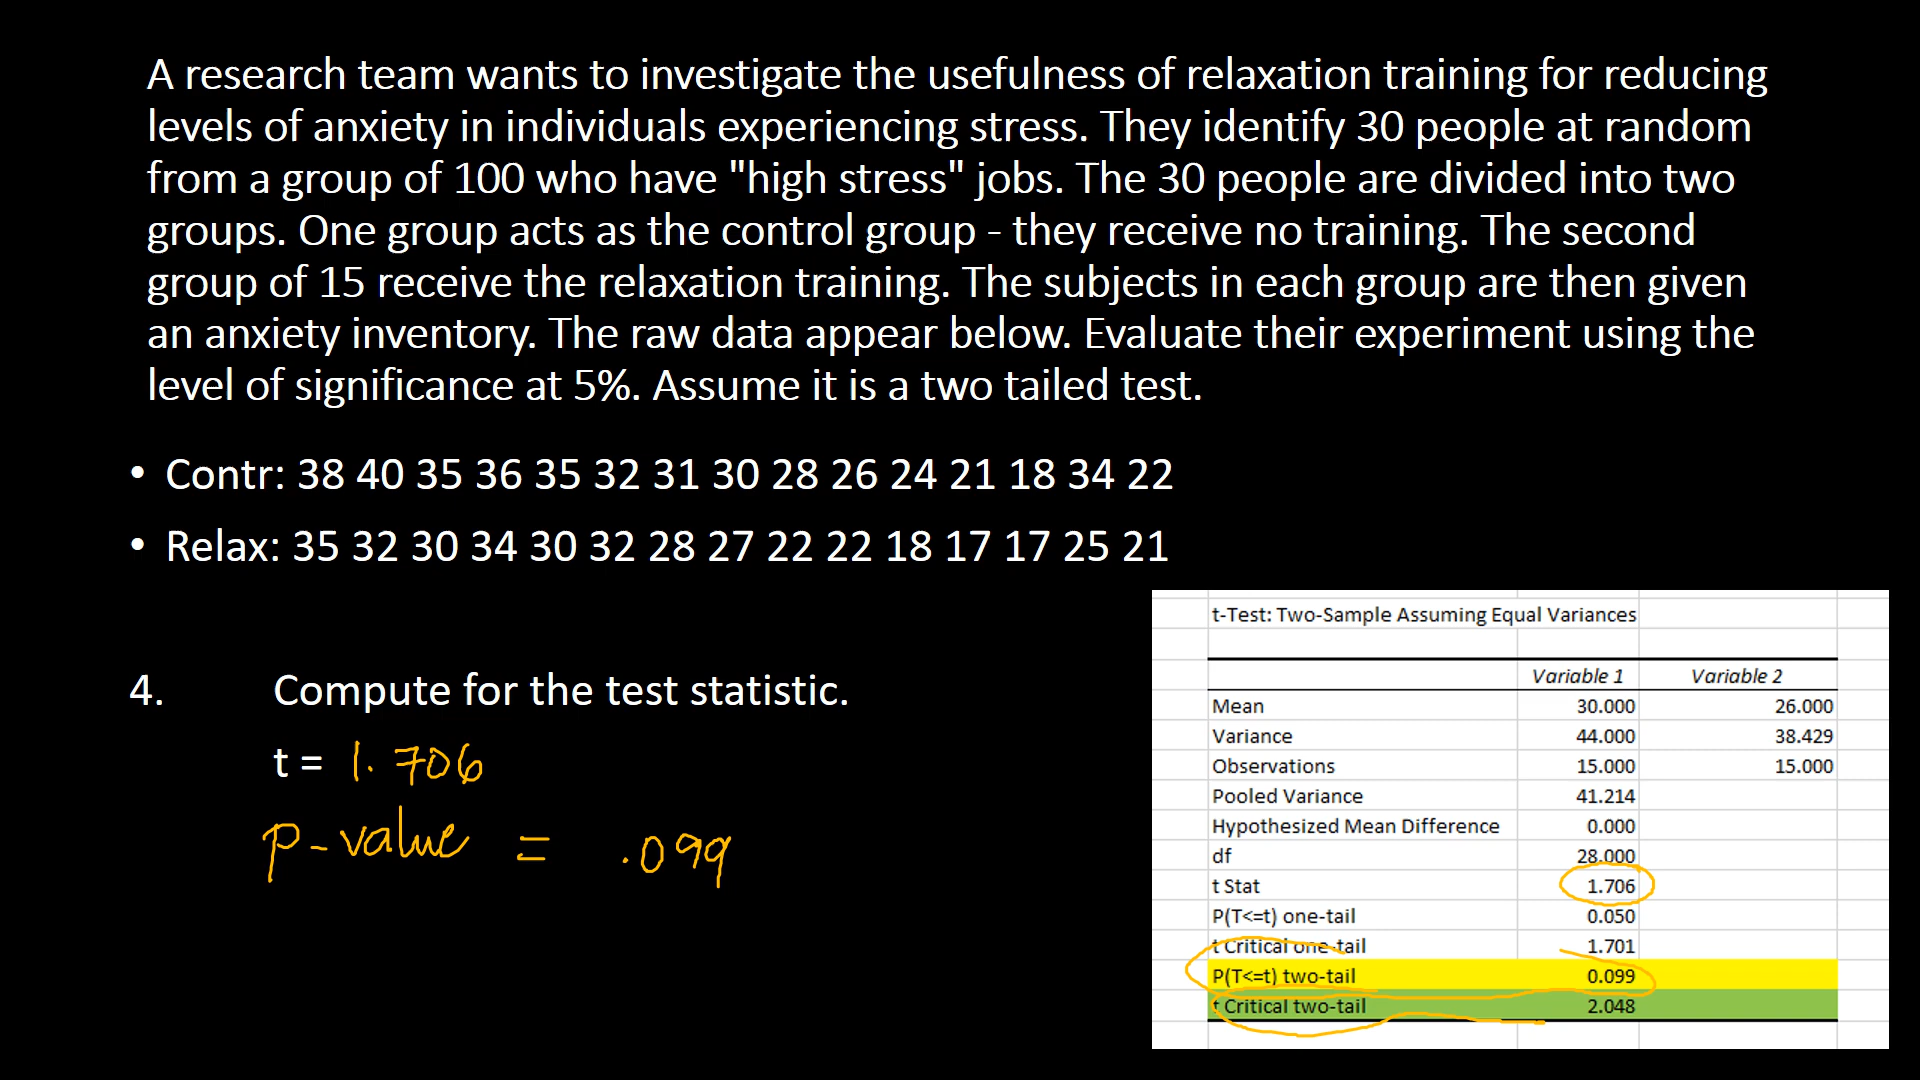 A research team wants to investigate the usefulness of relaxation training for reducing
levels of anxiety in individuals experiencing stress. They identify 30 people at random
from a group of 100 who have "high stress" jobs. The 30 people are divided into two
groups. One group acts as the control group - they receive no training. The second
group of 15 receive the relaxation training. The subjects in each group are then given
an anxiety inventory. The raw data appear below. Evaluate their experiment using the
level of significance at 5%. Assume it is a two tailed test.
• Contr: 38 40 35 36 35 32 31 30 28 26 24 21 18 34 22
• Relax: 35 32 30 34 30 32 28 27 22 22 18 17 17 25 21
4. Compute for the test statistic.
t = 1.706
p-value = .099
t-Test: Two-Sample Assuming Equal Variances
Variable 1 Variable 2
Mean 30.000 26.000
Variance 44.000 38.429
Observations 15.000 15.000
Pooled Variance 41.214
Hypothesized Mean Difference 0.000
df 28.000
t Stat 1.706
P(T<=t) one-tail 0.050
t Critical one-tail 1.701
P(T<=t) two-tail 0.099
t Critical two-tail 2.048